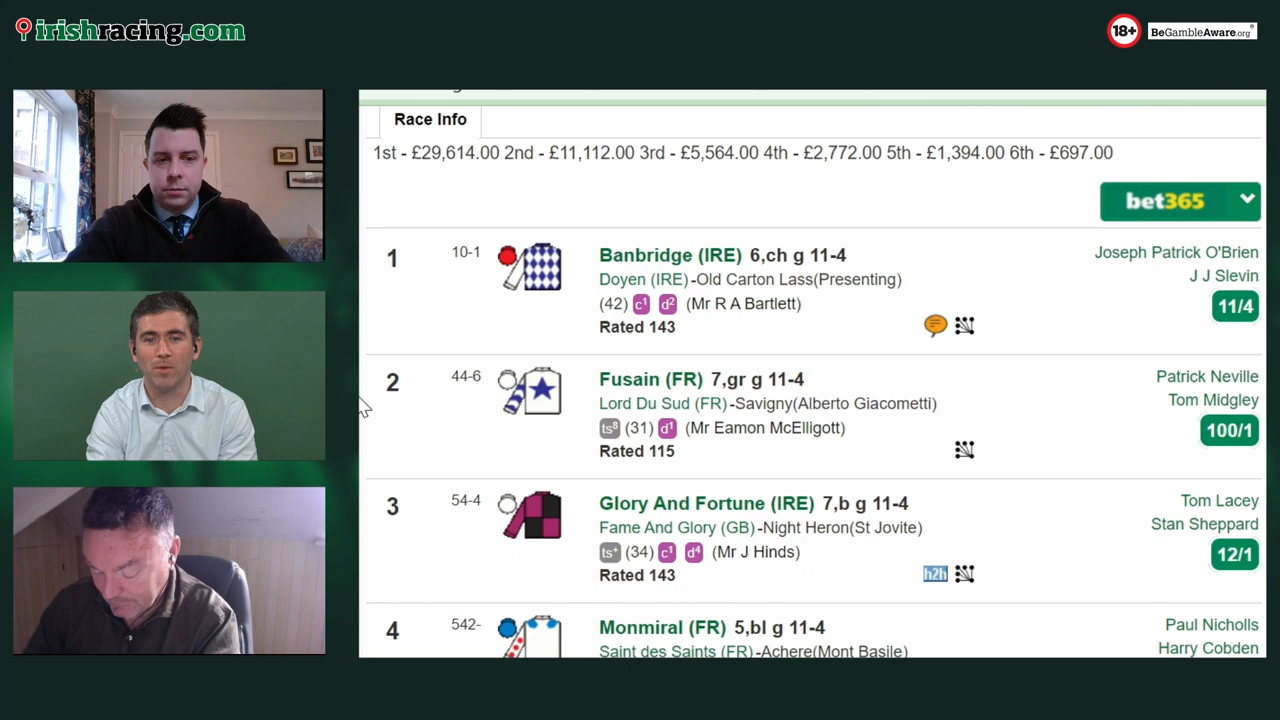 irishracing.com
18+
BeGambleAware.org®
Race Info
1st - £29,614.00 2nd - £11,112.00 3rd - £5,564.00 4th - £2,772.00 5th - £1,394.00 6th - £697.00
bet365
1 10-1 Banbridge (IRE) 6,ch g 11-4 Joseph Patrick O'Brien
Doyen (IRE)-Old Carton Lass(Presenting) J J Slevin
(42) c1 d2 (Mr R A Bartlett) 11/4
Rated 143
2 44-6 Fusain (FR) 7,gr g 11-4 Patrick Neville
Lord Du Sud (FR)-Savigny(Alberto Giacometti) Tom Midgley
ts8 (31) d1 (Mr Eamon McElligott) 100/1
Rated 115
3 54-4 Glory And Fortune (IRE) 7,b g 11-4 Tom Lacey
Fame And Glory (GB)-Night Heron(St Jovite) Stan Sheppard
ts+ (34) c1 d4 (Mr J Hinds) 12/1
Rated 143 h2h
4 542- Monmiral (FR) 5,bl g 11-4 Paul Nicholls
Saint des Saints (FR)-Achere(Mont Basile) Harry Cobden